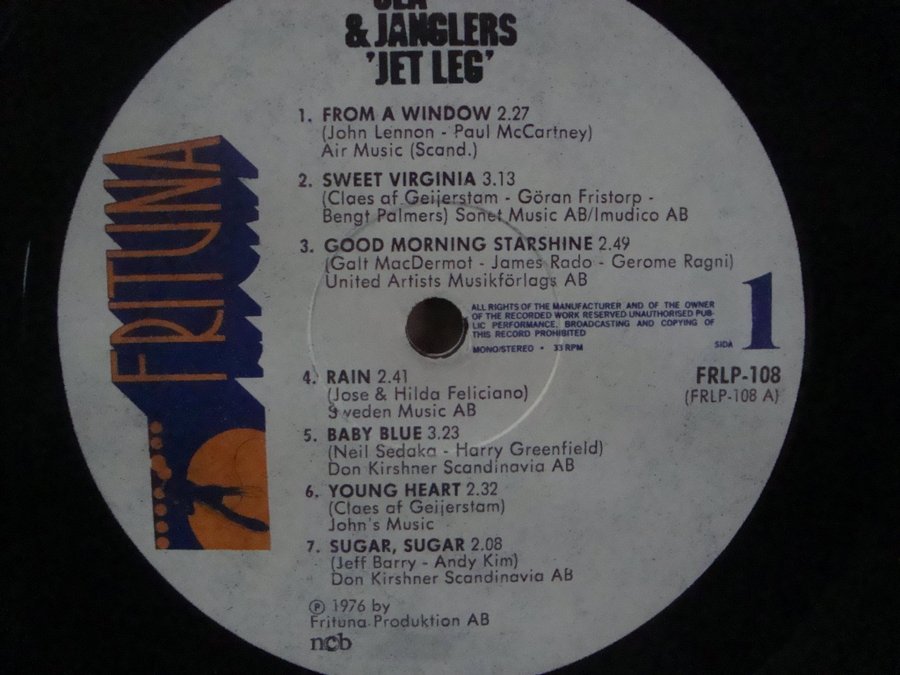 & JANGLERS
'JET LEG'
1. FROM A WINDOW 2.27
(John Lennon - Paul McCartney)
Air Music (Scand.)
2. SWEET VIRGINIA 3.13
(Claes af Geijerstam - Göran Fristorp -
Bengt Palmers) Sonet Music AB/Imudico AB
3. GOOD MORNING STARSHINE 2.49
(Galt MacDermot - James Rado - Gerome Ragni)
United Artists Musikförlags AB
ALL RIGHTS OF THE MANUFACTURER AND OF THE OWNER
OF THE RECORDED WORK RESERVED UNAUTHORISED PUB-
LIC PERFORMANCE, BROADCASTING AND COPYING OF
THIS RECORD PROHIBITED
MONO/STEREO • 33 RPM
SIDA 1
FRLP-108
(FRLP-108 A)
4. RAIN 2.41
(Jose & Hilda Feliciano)
Sweden Music AB
5. BABY BLUE 3.23
(Neil Sedaka - Harry Greenfield)
Don Kirshner Scandinavia AB
6. YOUNG HEART 2.32
(Claes af Geijerstam)
John's Music
7. SUGAR, SUGAR 2.08
(Jeff Barry - Andy Kim)
Don Kirshner Scandinavia AB
℗ 1976 by
Frituna Produktion AB
ncb
FRITUNA